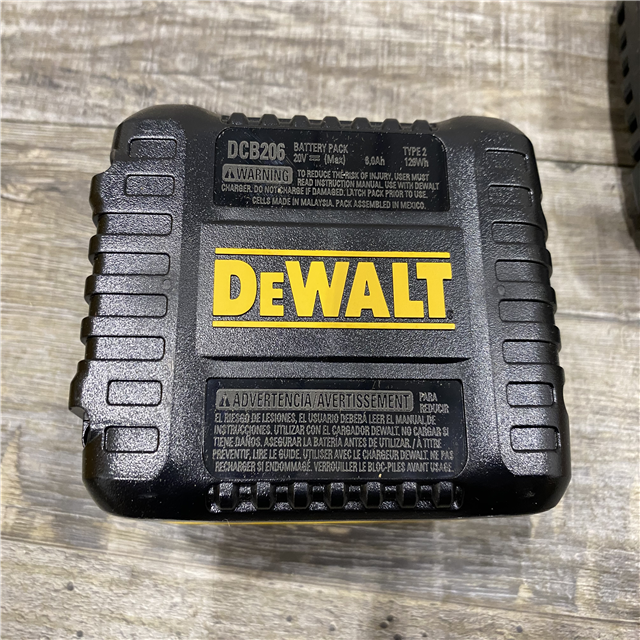 DCB206 BATTERY PACK TYPE 2
20V ⎓ (Max) 6.0Ah 120Wh
WARNING TO REDUCE THE RISK OF INJURY, USER MUST
READ INSTRUCTION MANUAL. USE WITH DEWALT
CHARGER. DO NOT CHARGE IF DAMAGED. LATCH PACK PRIOR TO USE.
CELLS MADE IN MALAYSIA. PACK ASSEMBLED IN MEXICO.
DEWALT
ADVERTENCIA/AVERTISSEMENT PARA
REDUCIR
EL RIESGO DE LESIONES, EL USUARIO DEBERÁ LEER EL MANUAL DE
INSTRUCCIONES. UTILIZAR CON EL CARGADOR DEWALT. NO CARGAR SI
TIENE DAÑOS. ASEGURAR LA BATERÍA ANTES DE UTILIZAR. / À TITRE
PRÉVENTIF, LIRE LE GUIDE. UTILISER AVEC LE CHARGEUR DEWALT. NE PAS
RECHARGER SI ENDOMMAGÉ. VERROUILLER LE BLOC-PILES AVANT USAGE.